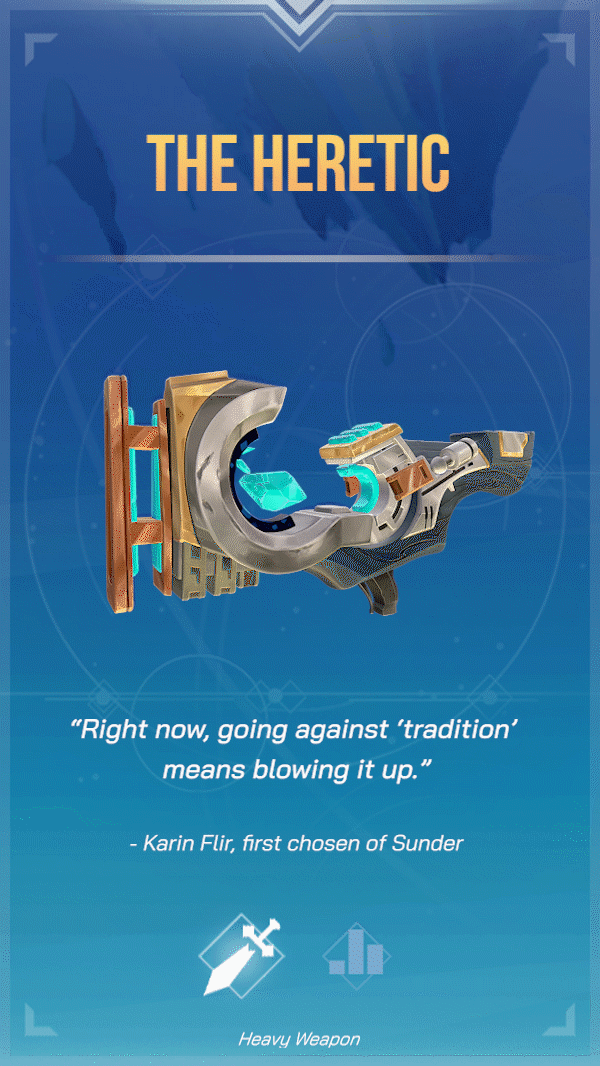 THE HERETIC
“Right now, going against ‘tradition’
means blowing it up.”
- Karin Flir, first chosen of Sunder
Heavy Weapon